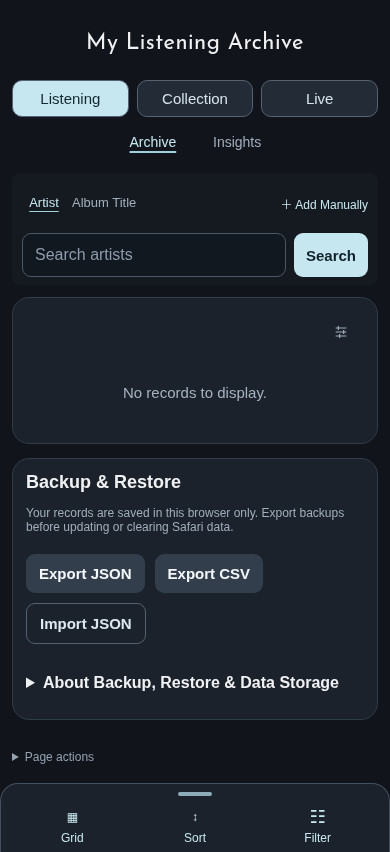 My Listening Archive
Listening
Collection
Live
Archive
Insights
Artist
Album Title
+ Add Manually
Search artists
Search
No records to display.
Backup & Restore
Your records are saved in this browser only. Export backups
before updating or clearing Safari data.
Export JSON
Export CSV
Import JSON
About Backup, Restore & Data Storage
Page actions
Grid
Sort
Filter